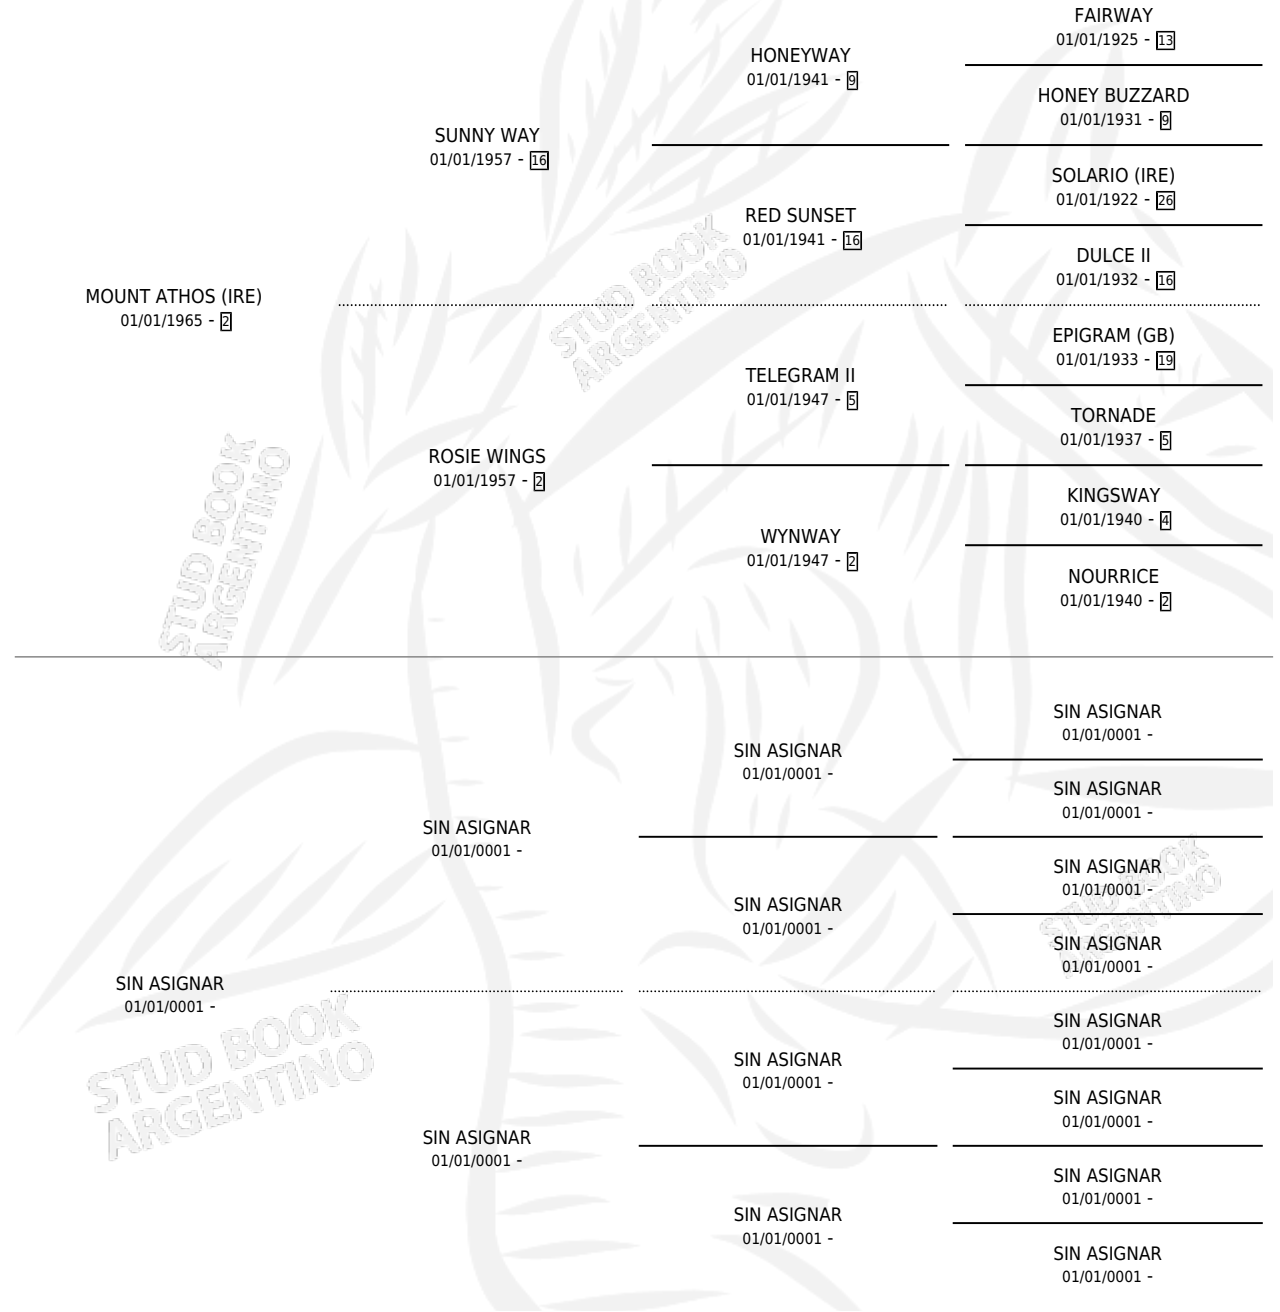 FAIRWAY
01/01/1925 - 13
HONEYWAY
01/01/1941 - 9
HONEY BUZZARD
01/01/1931 - 9
SUNNY WAY
01/01/1957 - 16
SOLARIO (IRE)
01/01/1922 - 26
RED SUNSET
01/01/1941 - 16
DULCE II
01/01/1932 - 16
MOUNT ATHOS (IRE)
01/01/1965 - 2
EPIGRAM (GB)
01/01/1933 - 19
TELEGRAM II
01/01/1947 - 5
TORNADE
01/01/1937 - 5
ROSIE WINGS
01/01/1957 - 2
KINGSWAY
01/01/1940 - 4
WYNWAY
01/01/1947 - 2
NOURRICE
01/01/1940 - 2
STUD BOOK
ARGENTINO
STUD BOOK
ARGENTINO
SIN ASIGNAR
01/01/0001 -
SIN ASIGNAR
01/01/0001 -
SIN ASIGNAR
01/01/0001 -
SIN ASIGNAR
01/01/0001 -
SIN ASIGNAR
01/01/0001 -
SIN ASIGNAR
01/01/0001 -
SIN ASIGNAR
01/01/0001 -
SIN ASIGNAR
01/01/0001 -
SIN ASIGNAR
01/01/0001 -
SIN ASIGNAR
01/01/0001 -
SIN ASIGNAR
01/01/0001 -
SIN ASIGNAR
01/01/0001 -
SIN ASIGNAR
01/01/0001 -
SIN ASIGNAR
01/01/0001 -
SIN ASIGNAR
01/01/0001 -
STUD BOOK
ARGENTINO
STUD BOOK
ARGENTINO